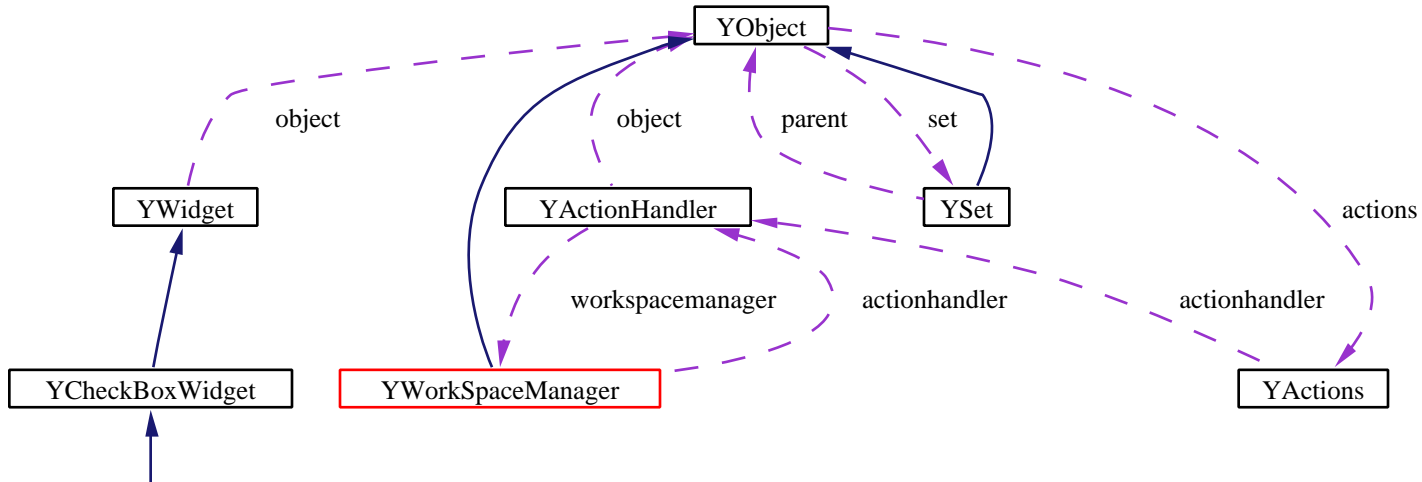 YObject
object
object
parent
set
YWidget
YActionHandler
YSet
actions
workspacemanager
actionhandler
actionhandler
YCheckBoxWidget
YWorkSpaceManager
YActions